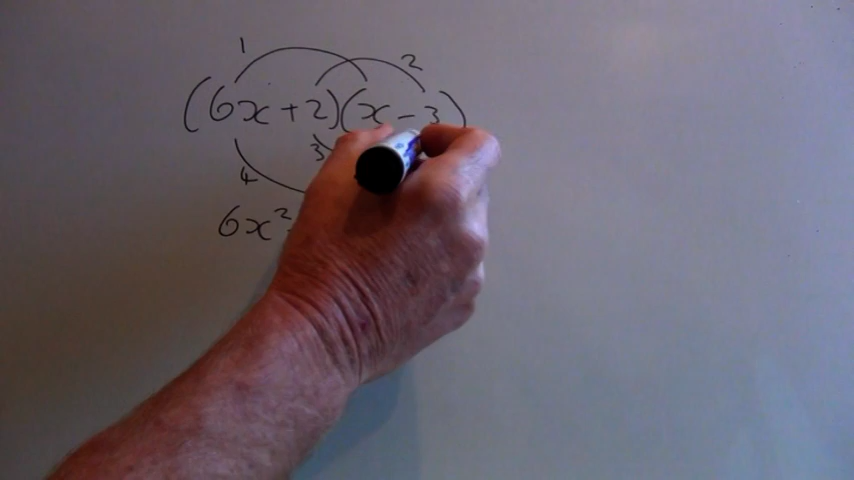 1 2
(6x+2)(x-3)
3
4
6x²-